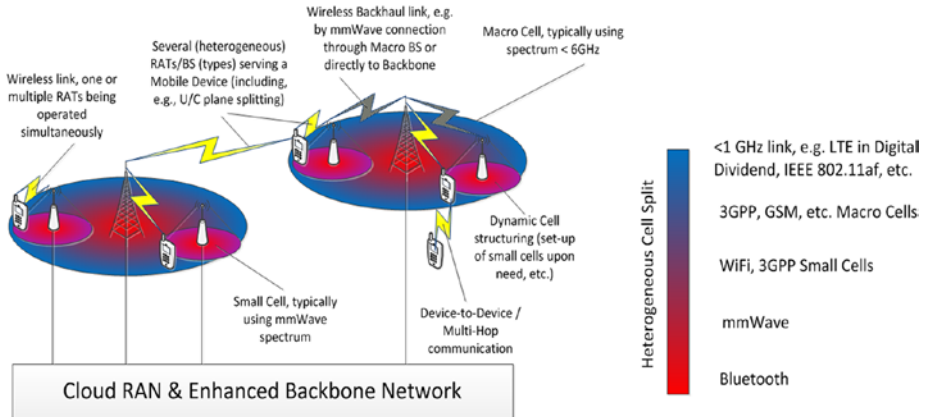 Wireless Backhaul link, e.g.
by mmWave connection
through Macro BS or
directly to Backbone
Macro Cell, typically using
spectrum < 6GHz
Several (heterogeneous)
RATs/BS (types) serving a
Mobile Device (including,
e.g., U/C plane splitting)
Wireless link, one or
multiple RATs being
operated
simultaneously
Dynamic Cell
structuring (set-up
of small cells upon
need, etc.)
Small Cell, typically
using mmWave
spectrum
Device-to-Device /
Multi-Hop
communication
Cloud RAN & Enhanced Backbone Network
Heterogeneous Cell Split
<1 GHz link, e.g. LTE in Digital
Dividend, IEEE 802.11af, etc.
3GPP, GSM, etc. Macro Cells
WiFi, 3GPP Small Cells
mmWave
Bluetooth